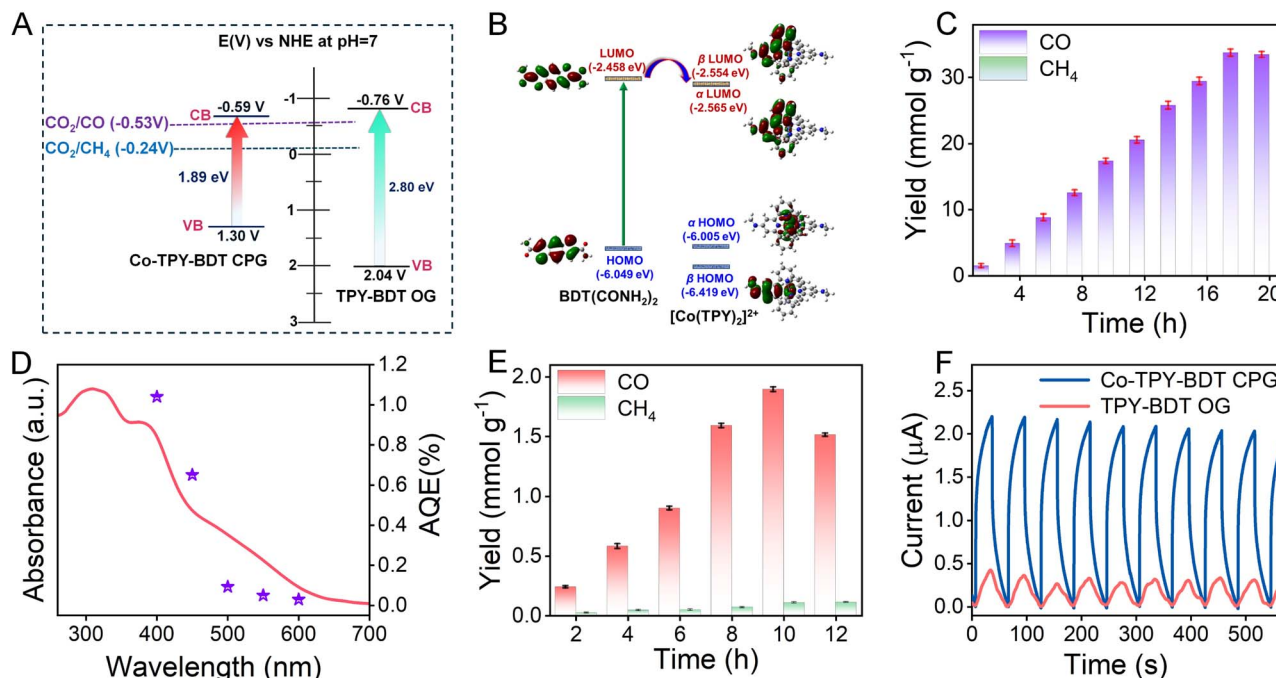 A
E(V) vs NHE at pH=7
-1
0
1
2
3
-0.59 V
CB
-0.76 V
CB
CO₂/CO (-0.53V)
CO₂/CH₄ (-0.24V)
1.89 eV
2.80 eV
VB
1.30 V
Co-TPY-BDT CPG
2.04 V
VB
TPY-BDT OG
B
LUMO
(-2.458 eV)
β LUMO
(-2.554 eV)
α LUMO
(-2.565 eV)
α HOMO
(-6.005 eV)
HOMO
(-6.049 eV)
β HOMO
(-6.419 eV)
BDT(CONH₂)₂
[Co(TPY)₂]²⁺
C
CO
CH₄
Yield (mmol g⁻¹)
30
20
10
0
4 8 12 16 20
Time (h)
D
Absorbance (a.u.)
AQE(%)
1.2
1.0
0.8
0.6
0.4
0.2
0.0
300 400 500 600 700
Wavelength (nm)
E
CO
CH₄
Yield (mmol g⁻¹)
2.0
1.5
1.0
0.5
0.0
2 4 6 8 10 12
Time (h)
F
Co-TPY-BDT CPG
TPY-BDT OG
Current (μA)
2.5
2.0
1.5
1.0
0.5
0.0
0 100 200 300 400 500
Time (s)